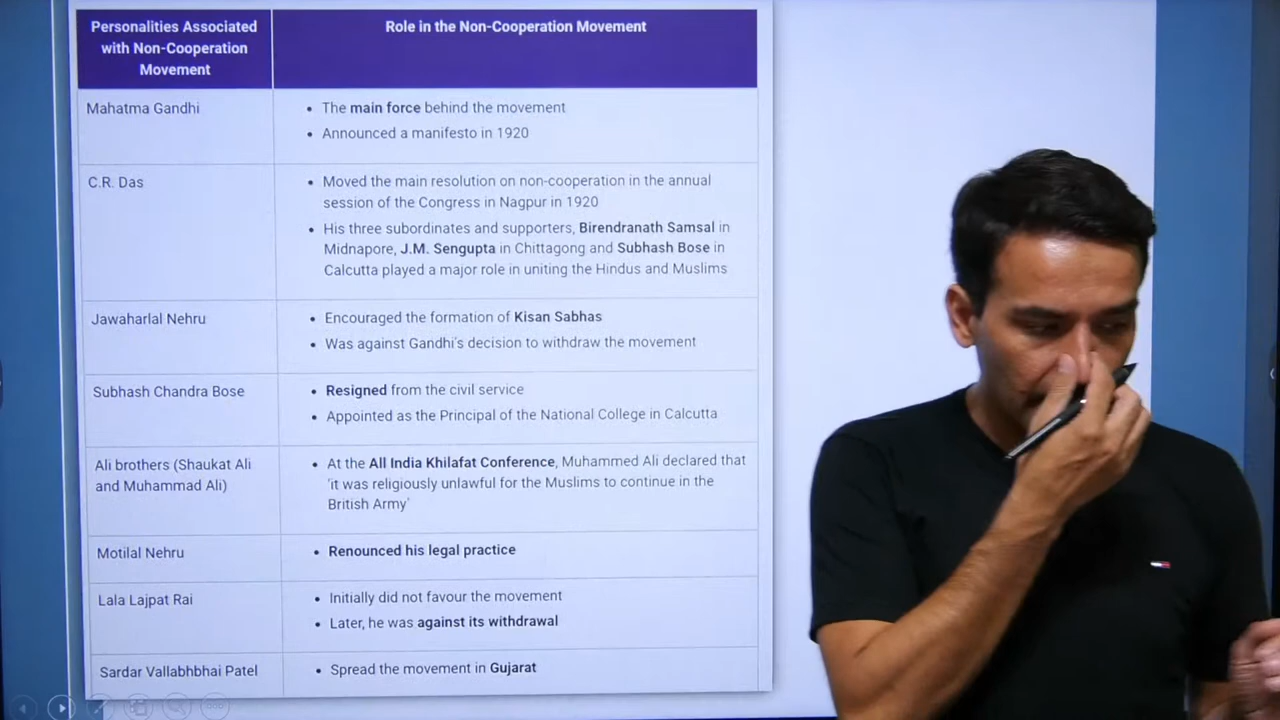 Personalities Associated
with Non-Cooperation
Movement
Role in the Non-Cooperation Movement
Mahatma Gandhi
• The main force behind the movement
• Announced a manifesto in 1920
C.R. Das
• Moved the main resolution on non-cooperation in the annual
session of the Congress in Nagpur in 1920
• His three subordinates and supporters, Birendranath Samsal in
Midnapore, J.M. Sengupta in Chittagong and Subhash Bose in
Calcutta played a major role in uniting the Hindus and Muslims
Jawaharlal Nehru
• Encouraged the formation of Kisan Sabhas
• Was against Gandhi's decision to withdraw the movement
Subhash Chandra Bose
• Resigned from the civil service
• Appointed as the Principal of the National College in Calcutta
Ali brothers (Shaukat Ali
and Muhammad Ali)
• At the All India Khilafat Conference, Muhammed Ali declared that
'it was religiously unlawful for the Muslims to continue in the
British Army'
Motilal Nehru
• Renounced his legal practice
Lala Lajpat Rai
• Initially did not favour the movement
• Later, he was against its withdrawal
Sardar Vallabhbhai Patel
• Spread the movement in Gujarat